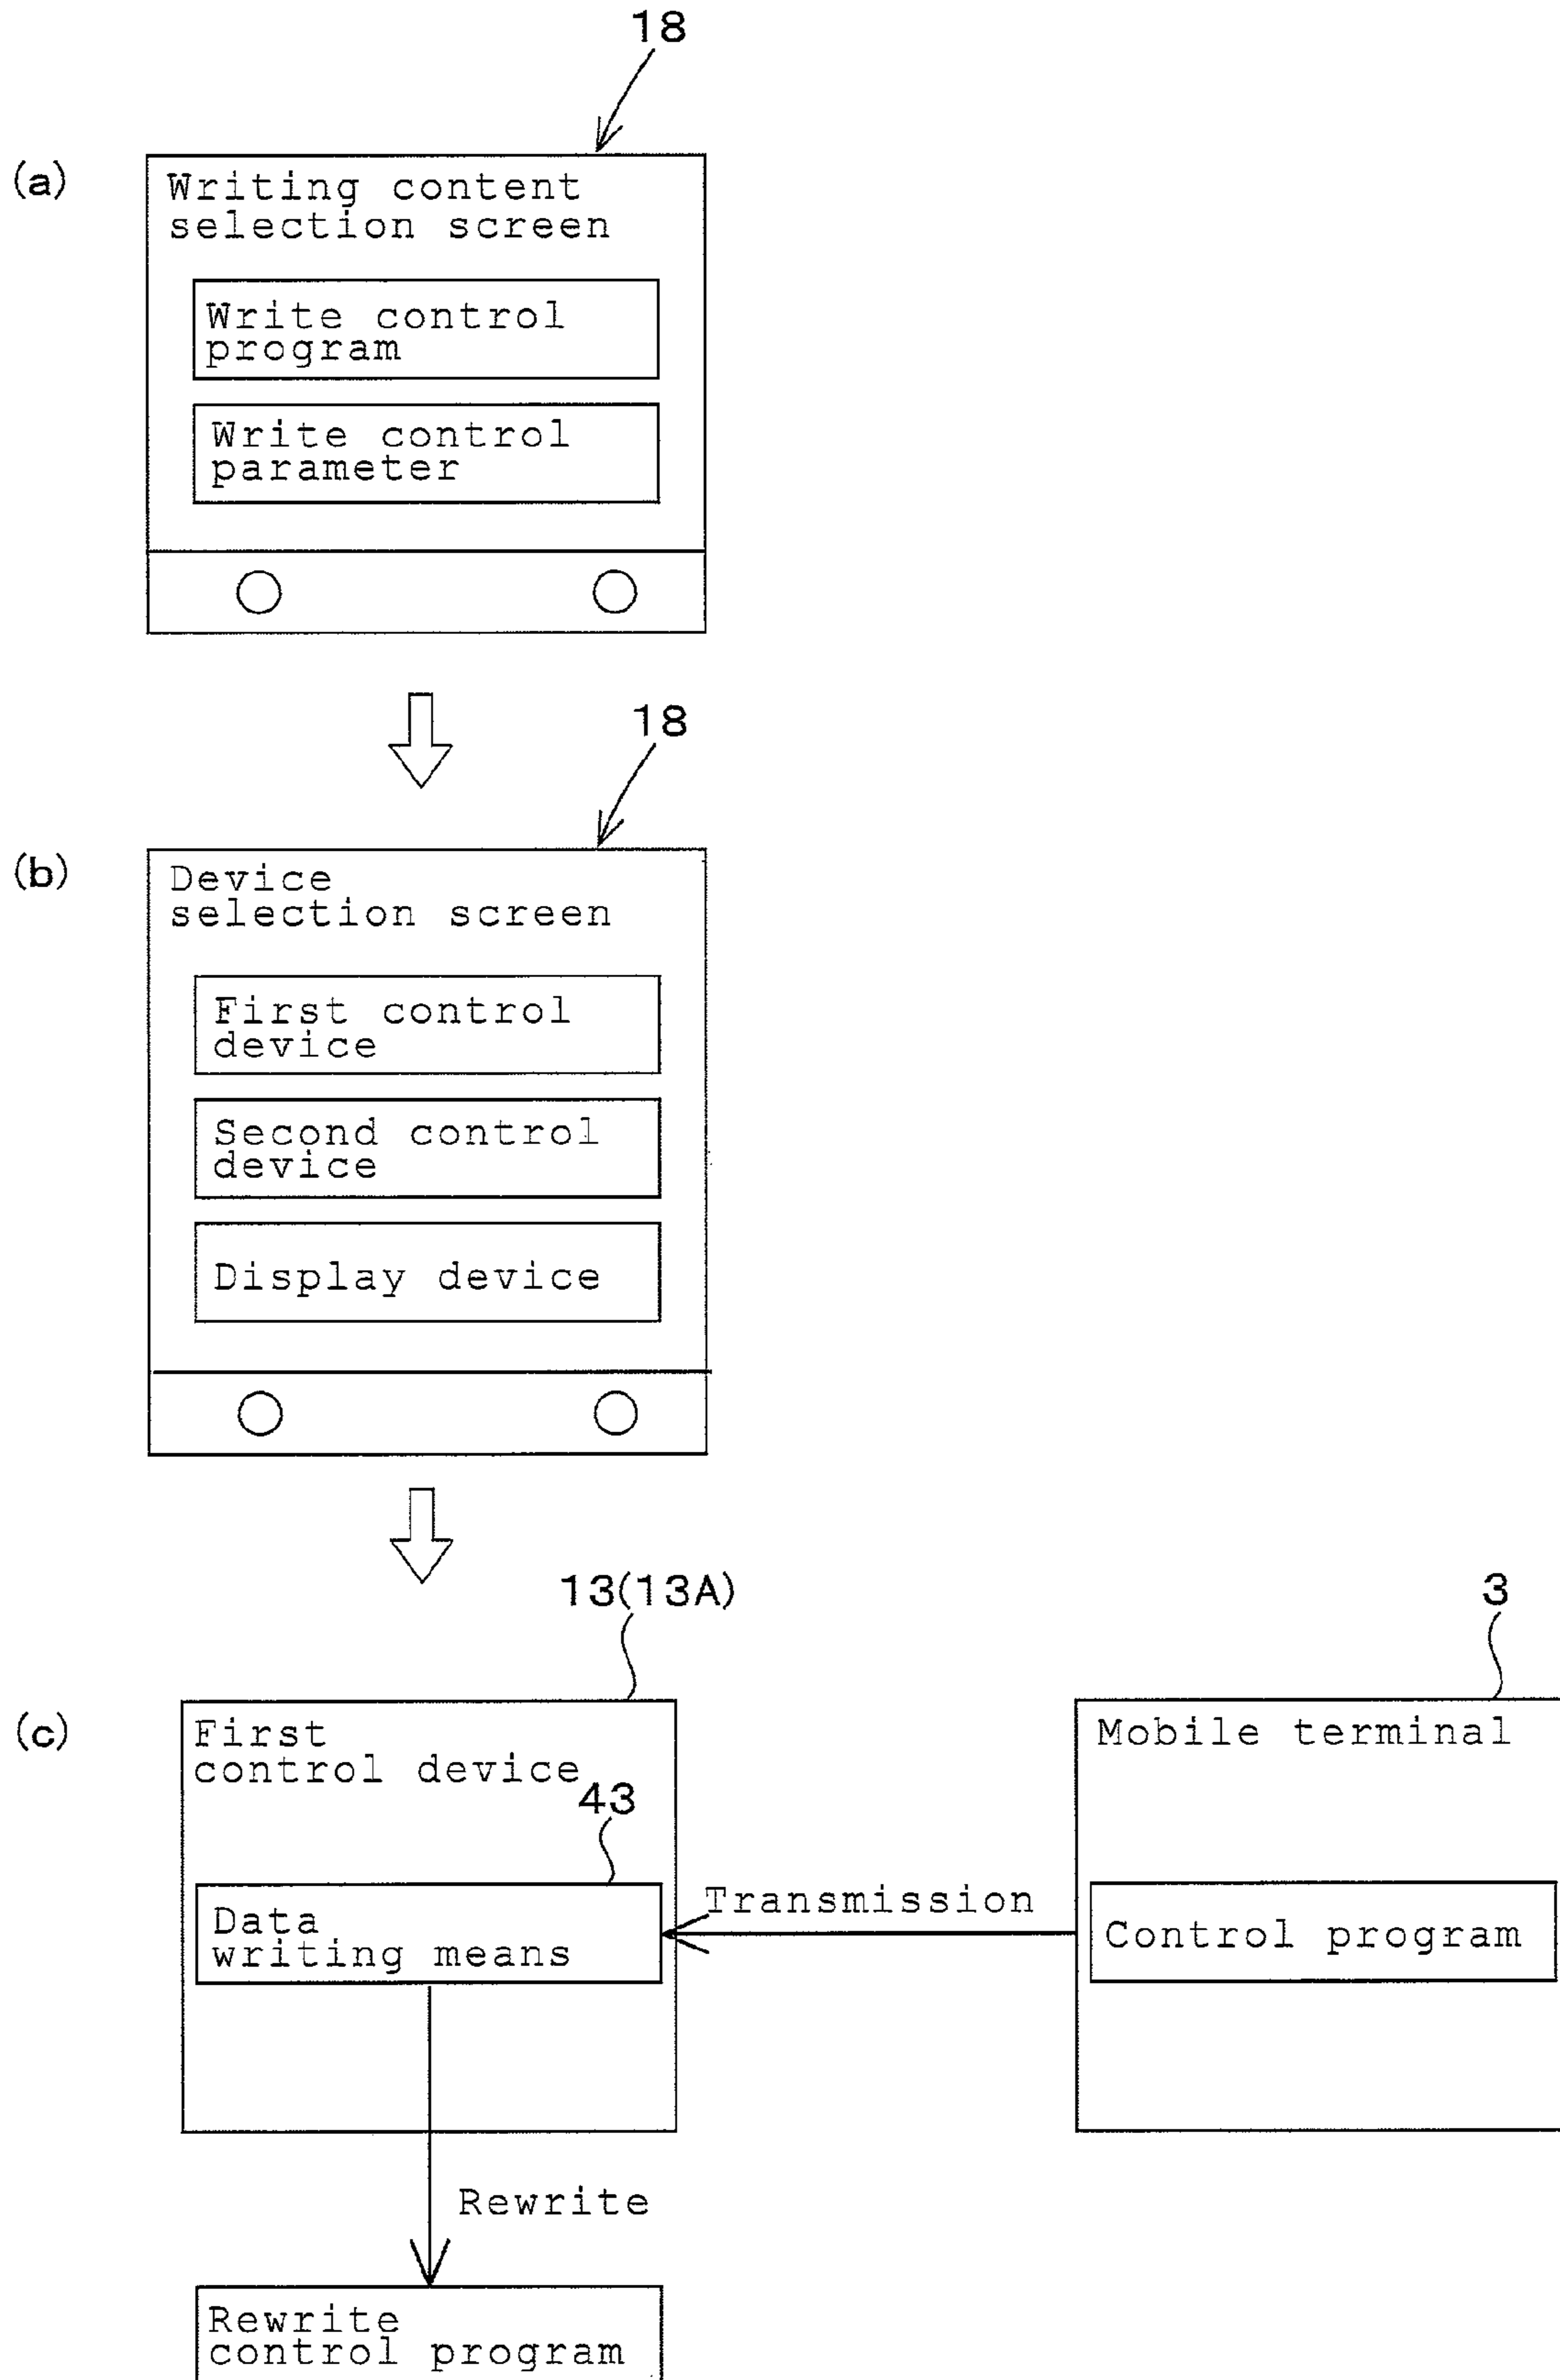 18
(a)
Writing content
selection screen
Write control
program
Write control
parameter
18
(b)
Device
selection screen
First control
device
Second control
device
Display device
13(13A)
3
(c)
First
control device
43
Mobile terminal
Data
writing means
Transmission
Control program
Rewrite
Rewrite
control program